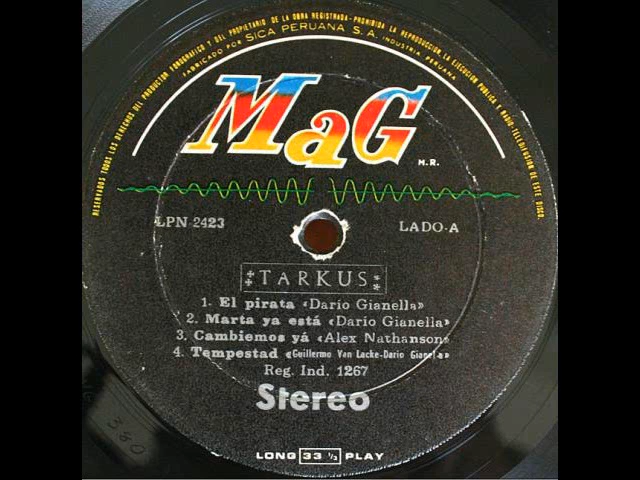 RESERVADOS TODOS LOS DERECHOS DEL PRODUCTOR FONOGRAFICO Y DEL PROPIETARIO DE LA OBRA REGISTRADA - PROHIBIDA LA REPRODUCCION, LA EJECUCION PUBLICA Y RADIO-TELEDIFUSION DE ESTE DISCO.
FABRICADO POR SICA PERUANA S.A. INDUSTRIA PERUANA
MaG
M.R.
LPN-2423
LADO-A
TARKUS
1. El pirata «Dario Gianella»
2. Marta ya está «Dario Gianella»
3. Cambiemos yá «Alex Nathanson»
4. Tempestad «Guillermo Van Lacke-Dario Gianella»
Reg. Ind. 1267
Stereo
380
LONG 33 ⅓ PLAY